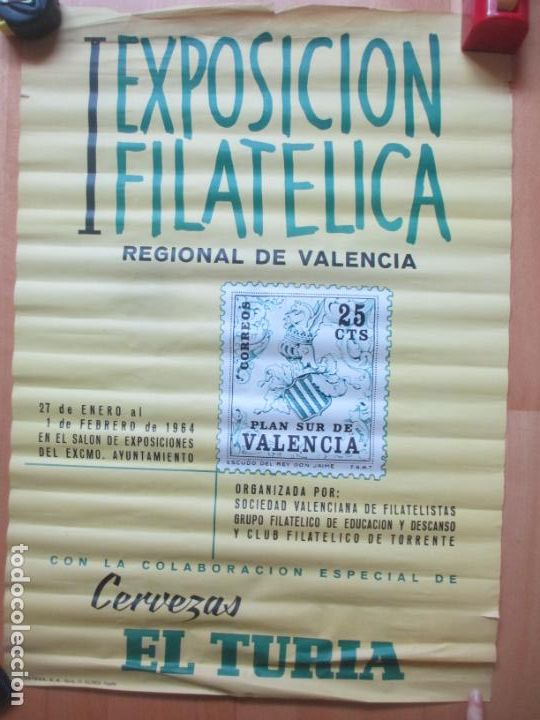 I EXPOSICION
FILATELICA
REGIONAL DE VALENCIA
CORREOS
25
CTS
PLAN SUR DE
VALENCIA
ESCUDO DEL REY DON JAIME F.N.M.T
27 de ENERO al
1 de FEBRERO de 1964
EN EL SALON DE EXPOSICIONES
DEL EXCMO. AYUNTAMIENTO
ORGANIZADA POR:
SOCIEDAD VALENCIANA DE FILATELISTAS
GRUPO FILATELICO DE EDUCACION Y DESCANSO
Y CLUB FILATELICO DE TORRENTE
CON LA COLABORACION ESPECIAL DE
Cervezas
EL TURIA
todocoleccion